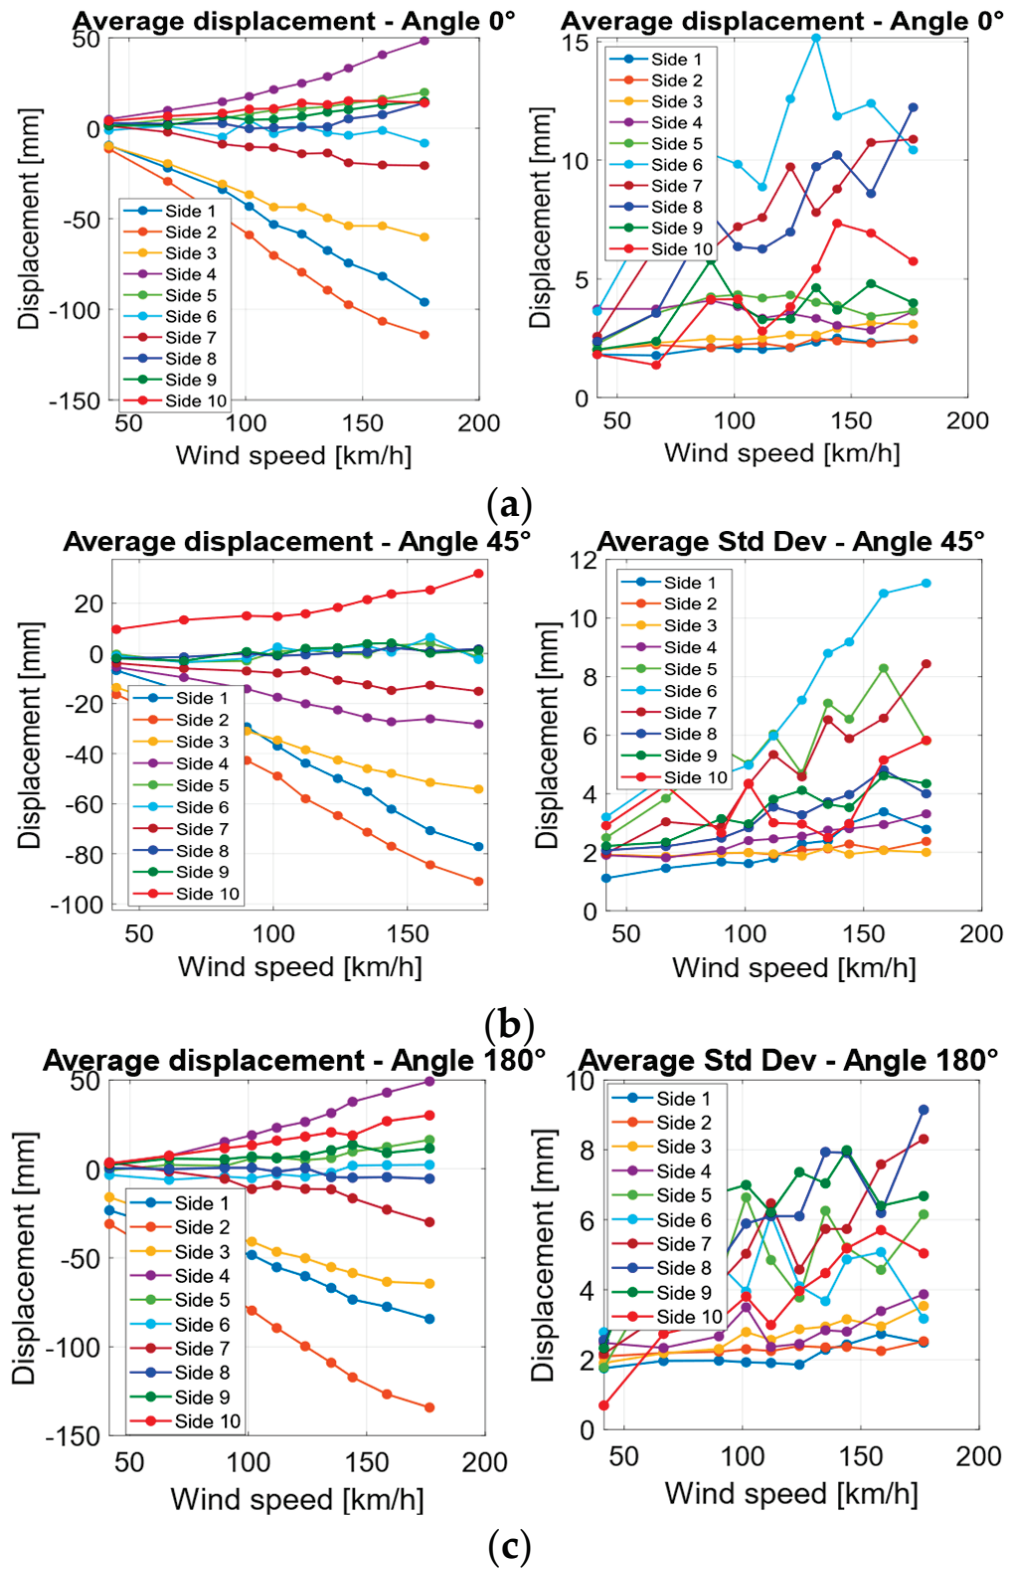 Average displacement - Angle 0°
Displacement [mm]
50
0
-50
-100
-150
Side 1
Side 2
Side 3
Side 4
Side 5
Side 6
Side 7
Side 8
Side 9
Side 10
50
100
150
200
Wind speed [km/h]
Average displacement - Angle 0°
Displacement [mm]
15
10
5
0
Side 1
Side 2
Side 3
Side 4
Side 5
Side 6
Side 7
Side 8
Side 9
Side 10
50
100
150
200
Wind speed [km/h]
(a)
Average displacement - Angle 45°
Displacement [mm]
20
0
-20
-40
-60
-80
-100
Side 1
Side 2
Side 3
Side 4
Side 5
Side 6
Side 7
Side 8
Side 9
Side 10
50
100
150
Wind speed [km/h]
Average Std Dev - Angle 45°
Displacement [mm]
12
10
8
6
4
2
0
Side 1
Side 2
Side 3
Side 4
Side 5
Side 6
Side 7
Side 8
Side 9
Side 10
50
100
150
200
Wind speed [km/h]
(b)
Average displacement - Angle 180°
Displacement [mm]
50
0
-50
-100
-150
Side 1
Side 2
Side 3
Side 4
Side 5
Side 6
Side 7
Side 8
Side 9
Side 10
50
100
150
200
Wind speed [km/h]
Average Std Dev - Angle 180°
Displacement [mm]
10
8
6
4
2
0
Side 1
Side 2
Side 3
Side 4
Side 5
Side 6
Side 7
Side 8
Side 9
Side 10
50
100
150
200
Wind speed [km/h]
(c)